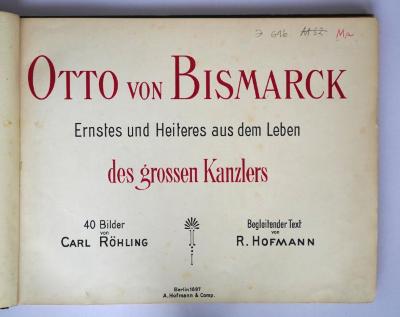 OTTO VON BISMARCK
Ernstes und Heiteres aus dem Leben
des grossen Kanzlers
40 Bilder
von
CARL RÖHLING
Begleitender Text
von
R. HOFMANN
Berlin 1897
A. Hofmann & Comp.